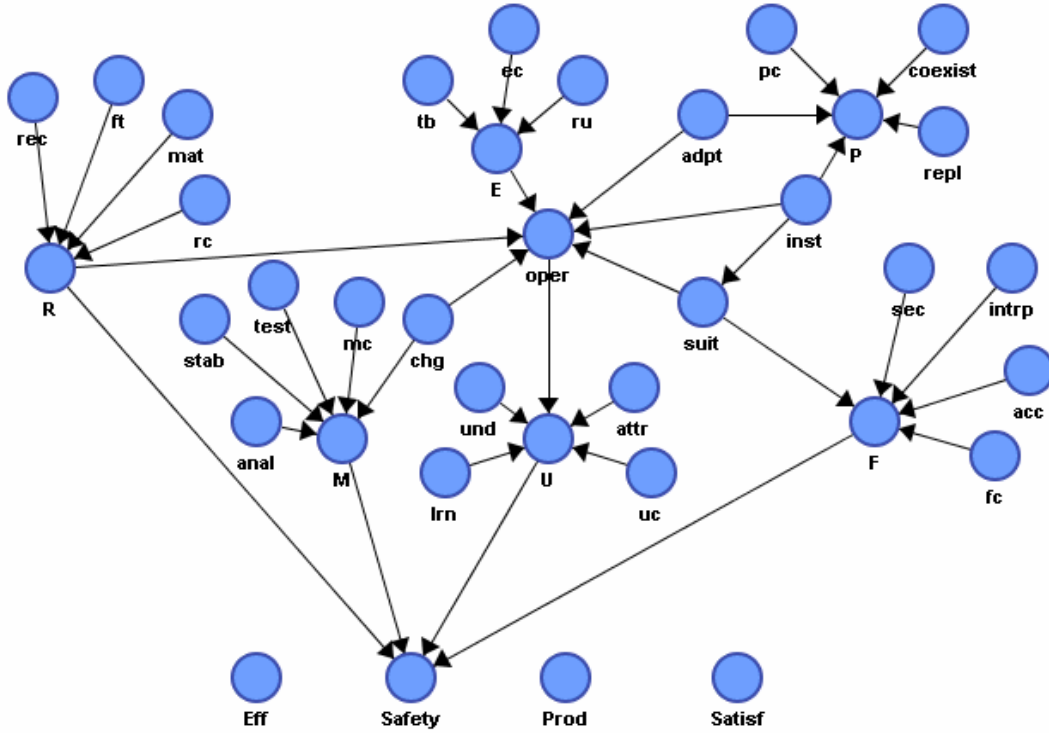 ec
pc
coexist
ft
rec
tb
ru
mat
adpt
P
repl
E
rc
inst
oper
R
test
sec
intrp
stab
mc
chg
suit
und
attr
acc
anal
M
U
F
lrn
uc
fc
Eff
Safety
Prod
Satisf